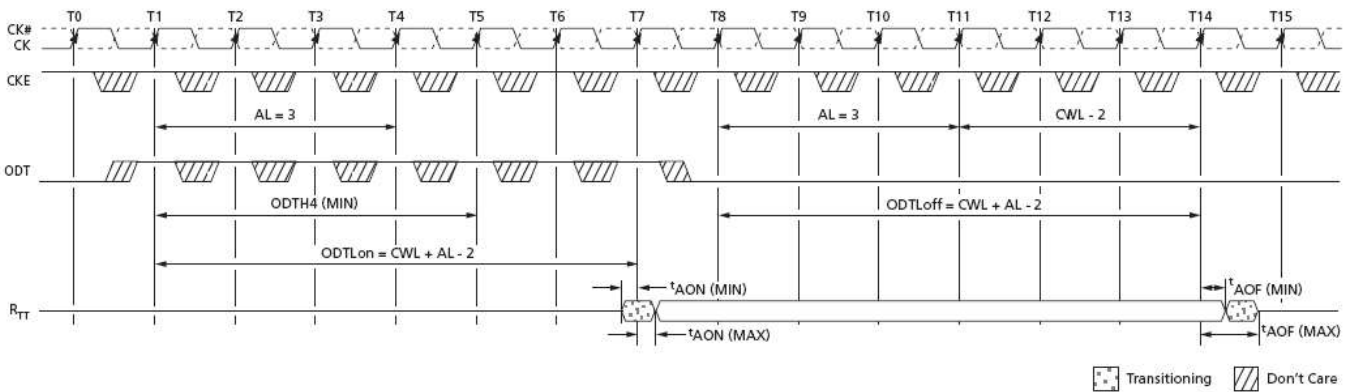 T0 T1 T2 T3 T4 T5 T6 T7 T8 T9 T10 T11 T12 T13 T14 T15
CK#
CK
CKE
AL = 3 AL = 3 CWL - 2
ODT
ODTH4 (MIN) ODTLoff = CWL + AL - 2
ODTLon = CWL + AL - 2
tAON (MIN) tAOF (MIN)
RTT
tAON (MAX) tAOF (MAX)
Transitioning Don't Care